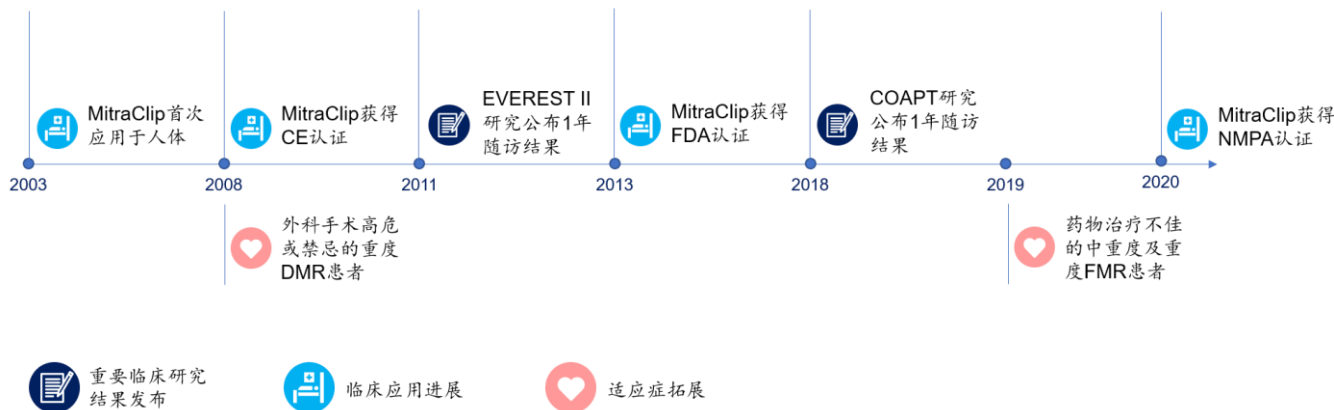 MitraClip首次
应用于人体
MitraClip获得
CE认证
EVEREST II
研究公布1年
随访结果
MitraClip获得
FDA认证
COAPT研究
公布1年随访
结果
MitraClip获得
NMPA认证
2003
2008
2011
2013
2018
2019
2020
外科手术高危
或禁忌的重度
DMR患者
药物治疗不佳
的中重度及重
度FMR患者
重要临床研究
结果发布
临床应用进展
适应症拓展